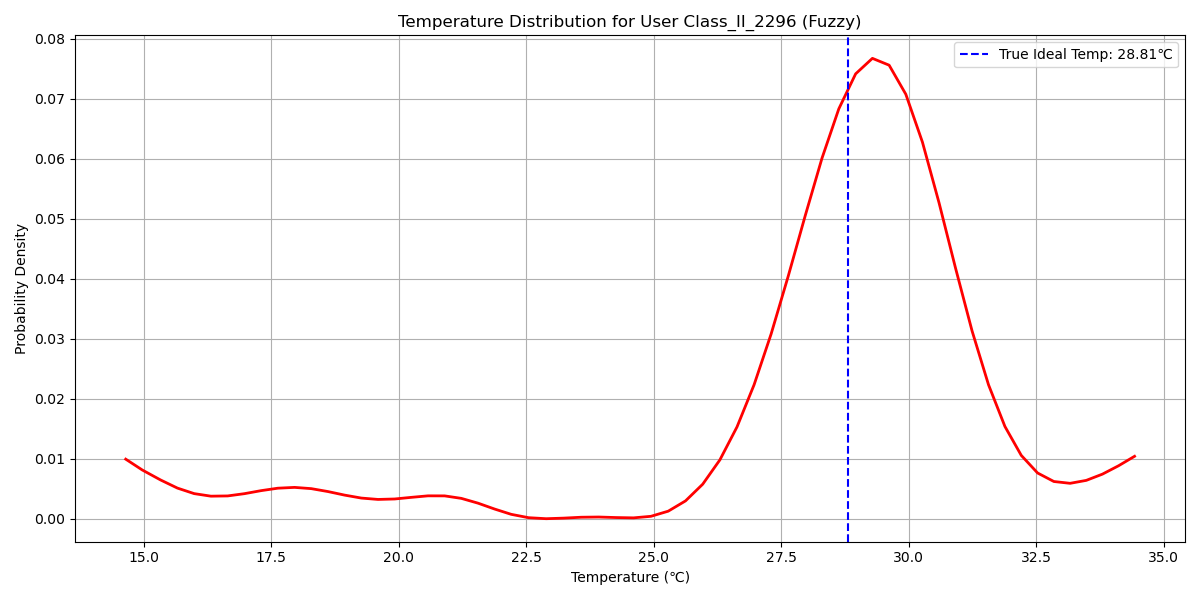 Temperature Distribution for User Class_II_2296 (Fuzzy)
True Ideal Temp: 28.81℃
Probability Density
0.08
0.07
0.06
0.05
0.04
0.03
0.02
0.01
0.00
15.0 17.5 20.0 22.5 25.0 27.5 30.0 32.5 35.0
Temperature (℃)